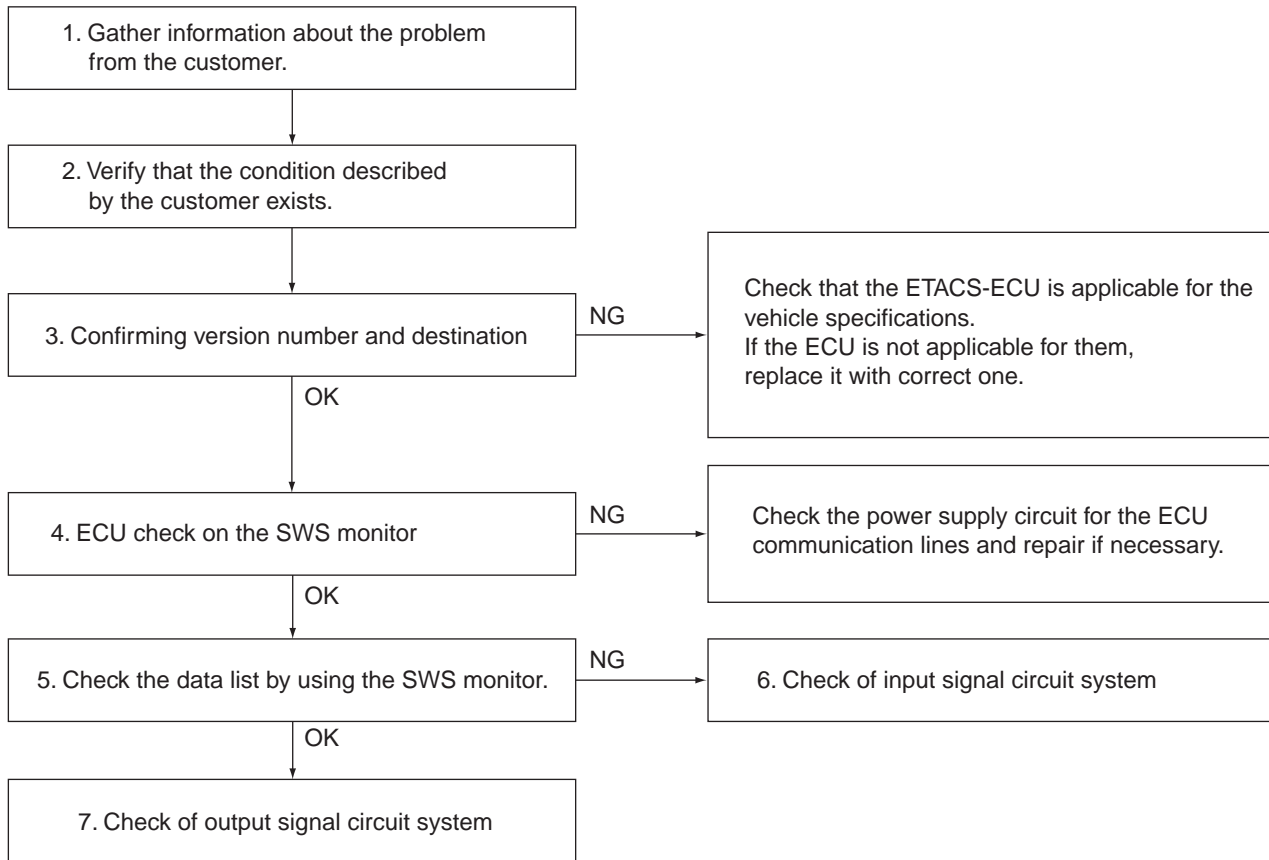 1. Gather information about the problem
from the customer.
2. Verify that the condition described
by the customer exists.
3. Confirming version number and destination
NG
Check that the ETACS-ECU is applicable for the
vehicle specifications.
If the ECU is not applicable for them,
replace it with correct one.
OK
4. ECU check on the SWS monitor
NG
Check the power supply circuit for the ECU
communication lines and repair if necessary.
OK
5. Check the data list by using the SWS monitor.
NG
6. Check of input signal circuit system
OK
7. Check of output signal circuit system